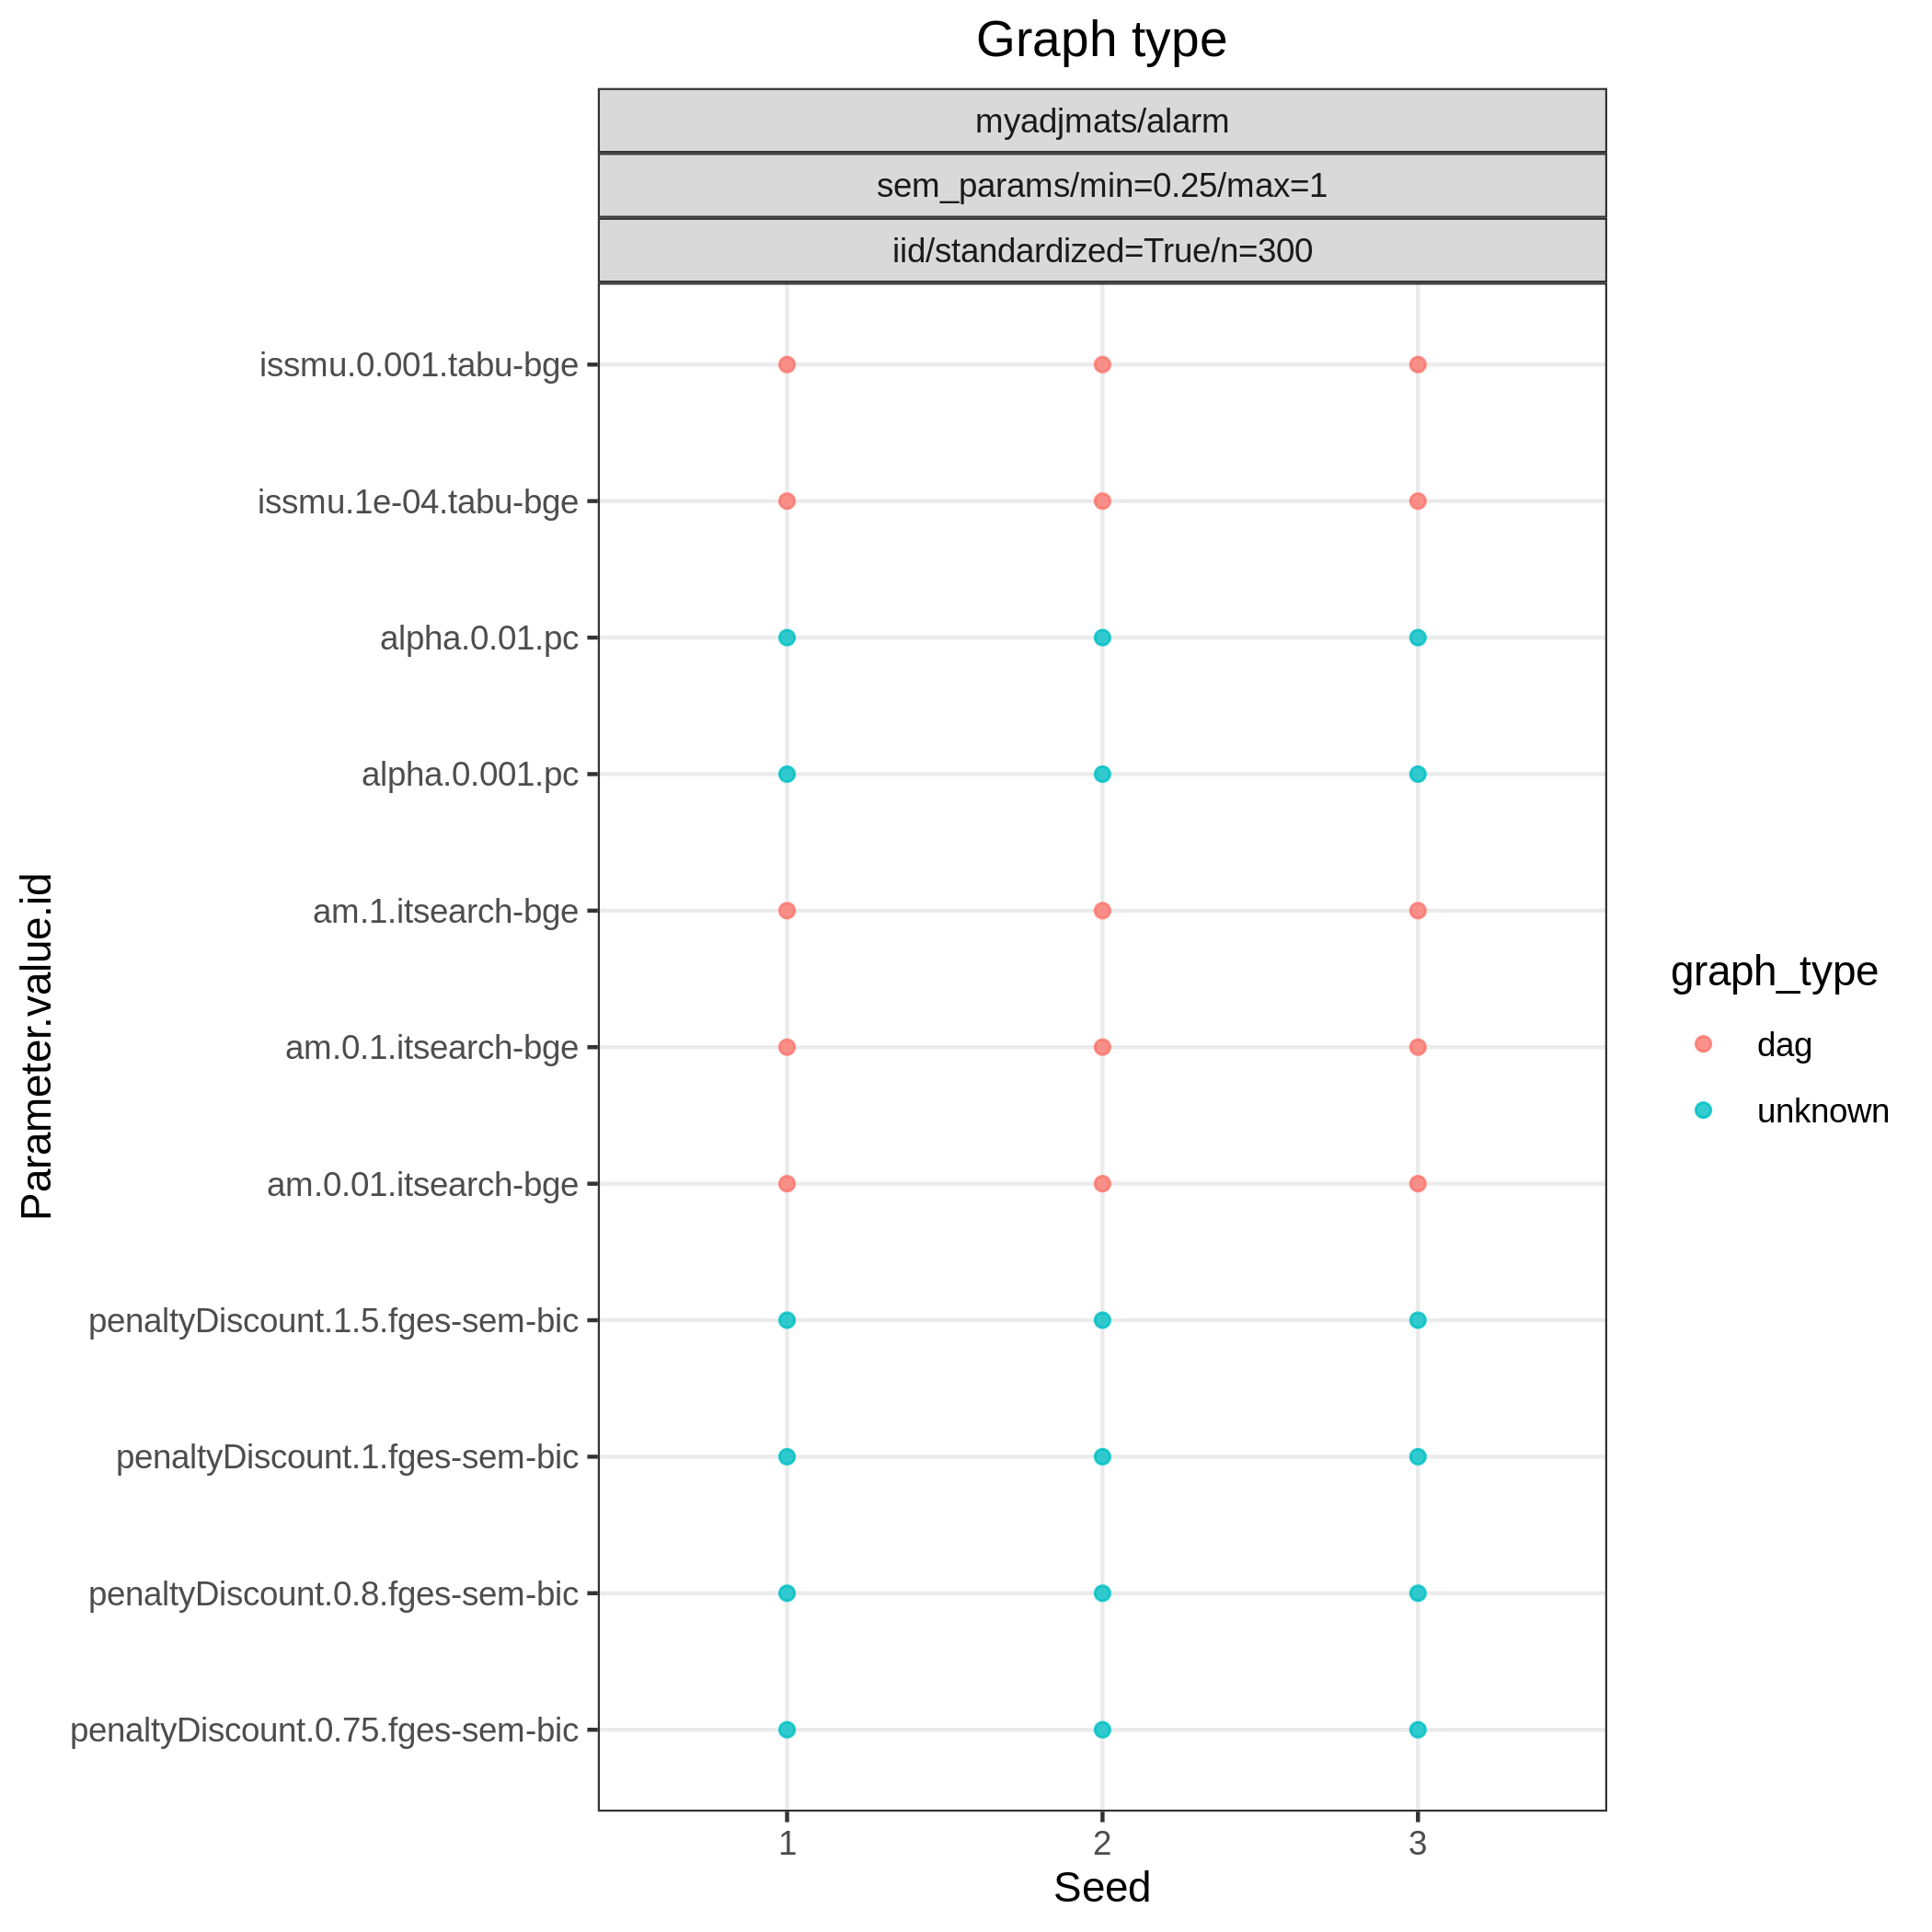 Graph type
myadjmats/alarm
sem_params/min=0.25/max=1
iid/standardized=True/n=300
issmu.0.001.tabu-bge
issmu.1e-04.tabu-bge
alpha.0.01.pc
alpha.0.001.pc
am.1.itsearch-bge
am.0.1.itsearch-bge
am.0.01.itsearch-bge
penaltyDiscount.1.5.fges-sem-bic
penaltyDiscount.1.fges-sem-bic
penaltyDiscount.0.8.fges-sem-bic
penaltyDiscount.0.75.fges-sem-bic
Parameter.value.id
1 2 3
Seed
graph_type
dag
unknown